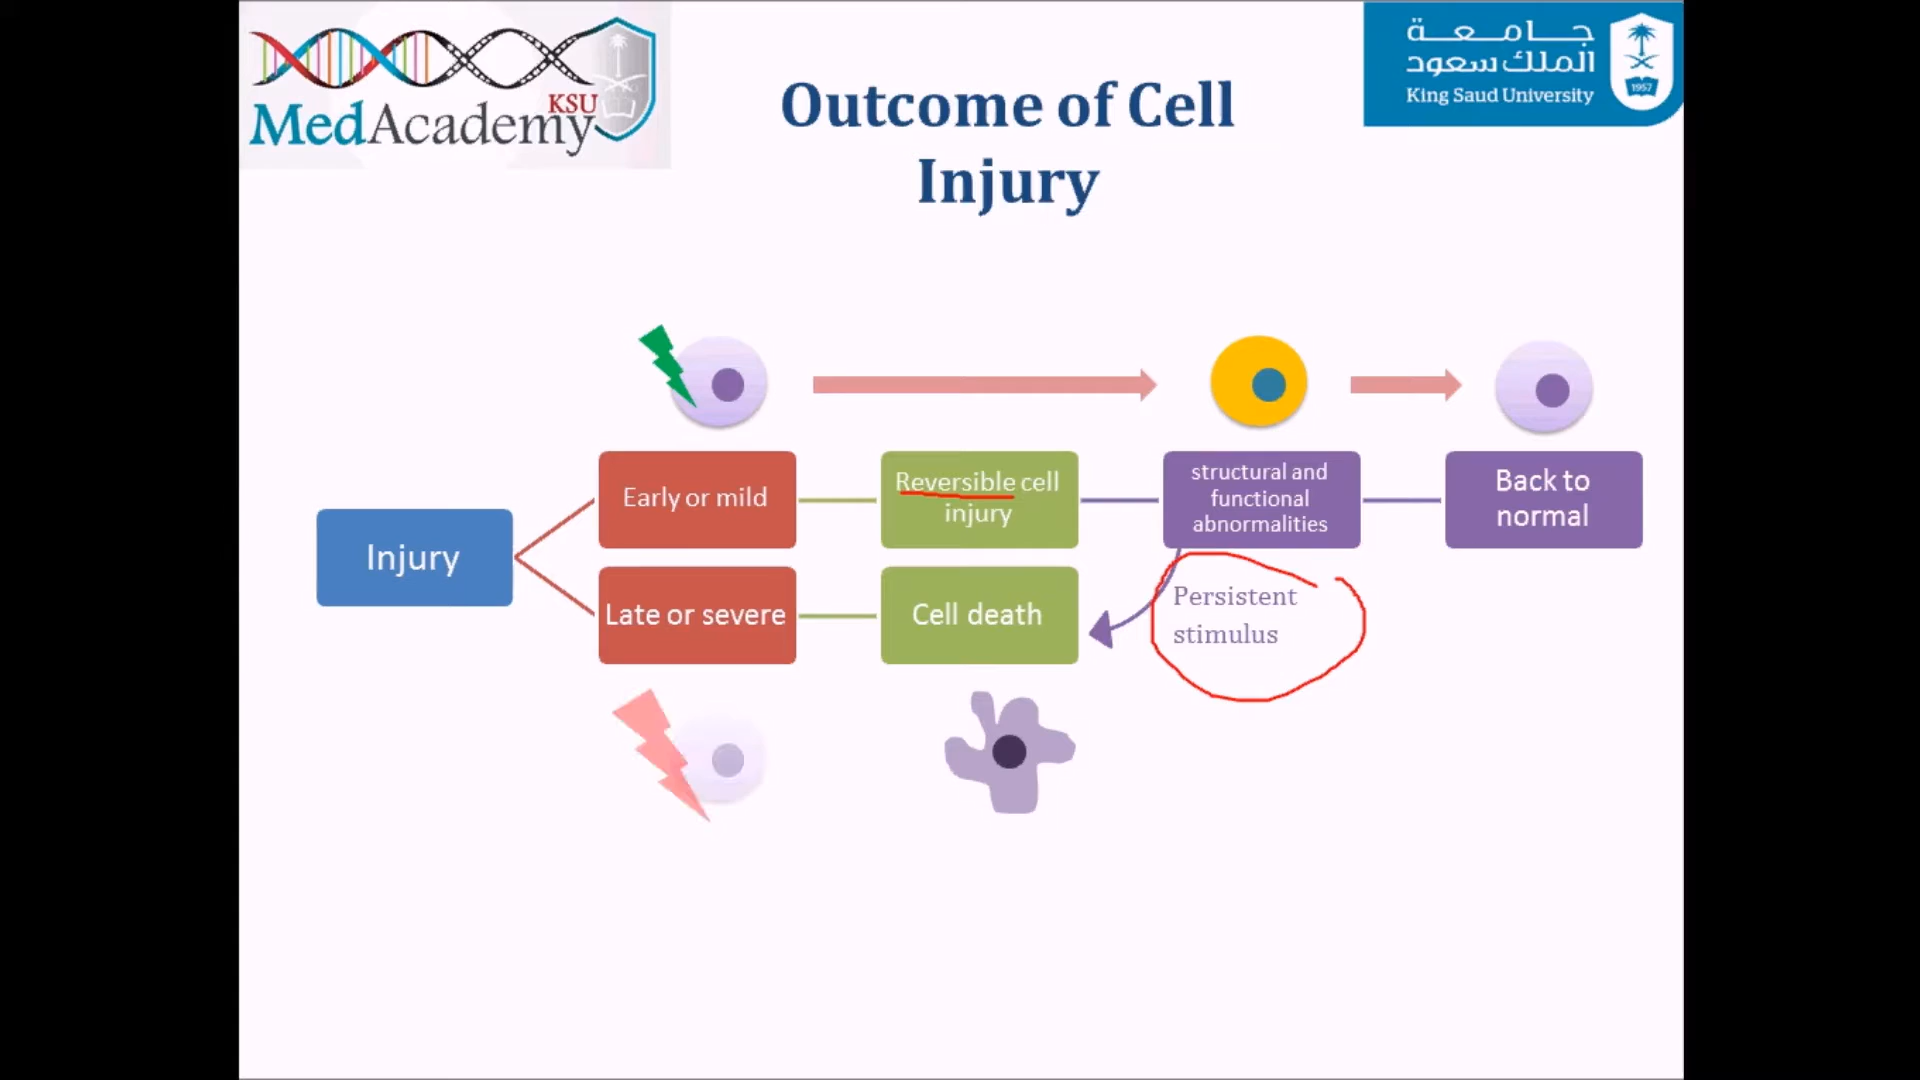 KSU
MedAcademy
جامعة
الملك سعود
King Saud University
1957
Outcome of Cell
Injury
Injury
Early or mild
Reversible cell
injury
structural and
functional
abnormalities
Back to
normal
Late or severe
Cell death
Persistent
stimulus